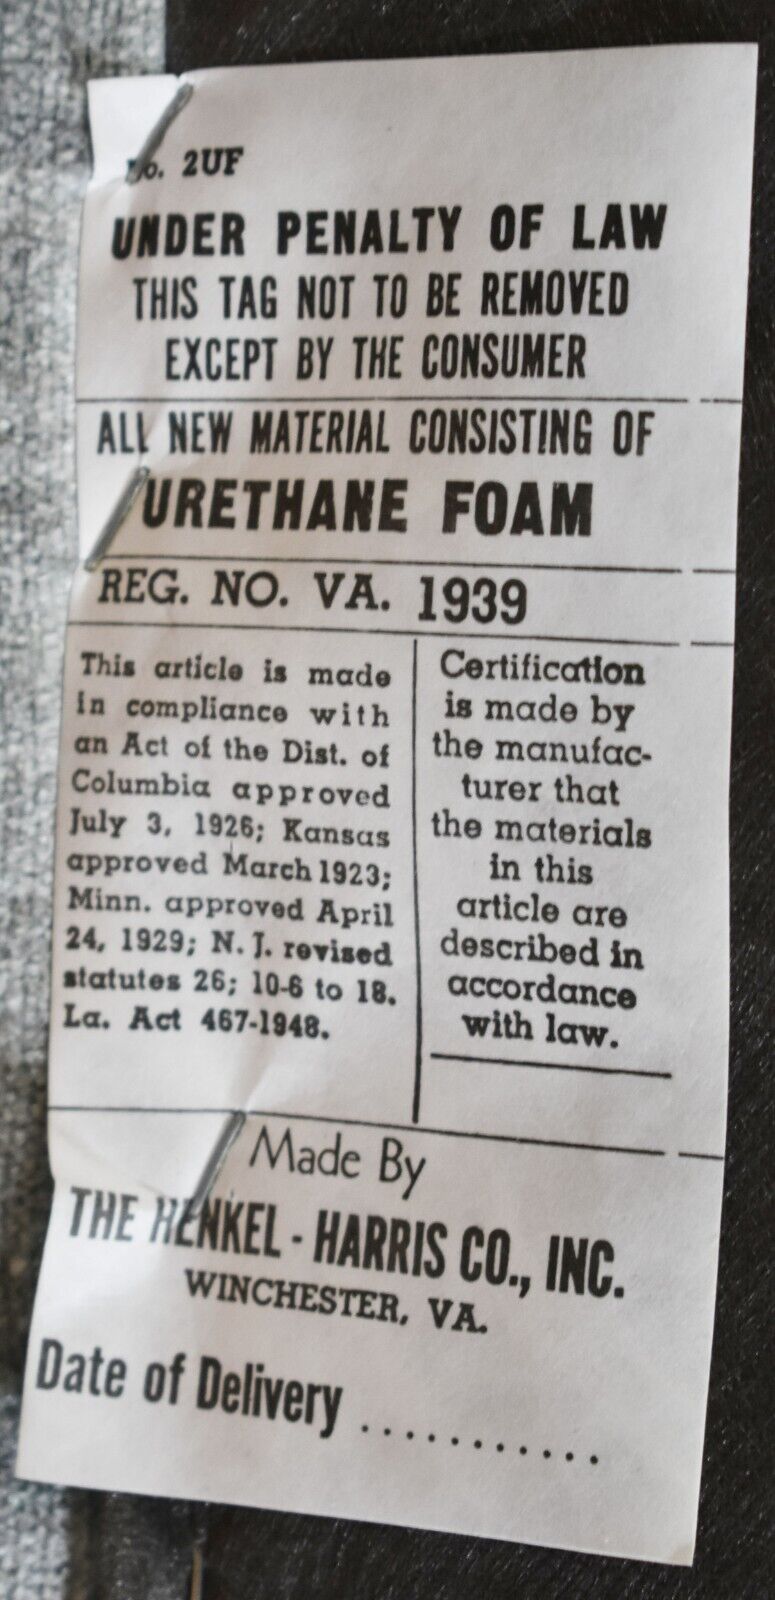 No. 2UF
UNDER PENALTY OF LAW
THIS TAG NOT TO BE REMOVED
EXCEPT BY THE CONSUMER
ALL NEW MATERIAL CONSISTING OF
URETHANE FOAM
REG. NO. VA. 1939
This article is made
in compliance with
an Act of the Dist. of
Columbia approved
July 3, 1926; Kansas
approved March 1923;
Minn. approved April
24, 1929; N. J. revised
statutes 26; 10-6 to 18.
La. Act 467-1948.
Certification
is made by
the manufac-
turer that
the materials
in this
article are
described in
accordance
with law.
Made By
THE HENKEL - HARRIS CO., INC.
WINCHESTER, VA.
Date of Delivery ...........